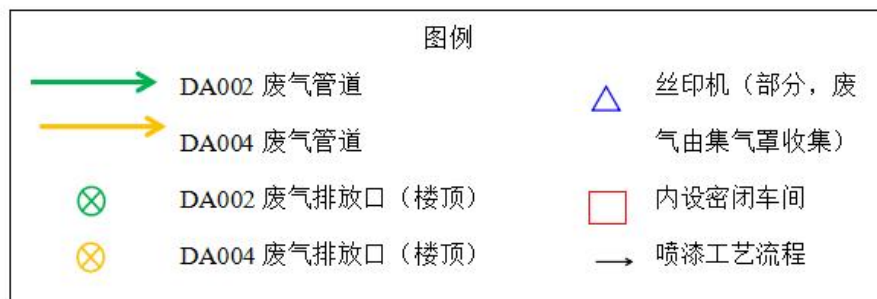 图例
DA002 废气管道
DA004 废气管道
DA002 废气排放口（楼顶）
DA004 废气排放口（楼顶）
丝印机（部分，废
气由集气罩收集）
内设密闭车间
喷漆工艺流程